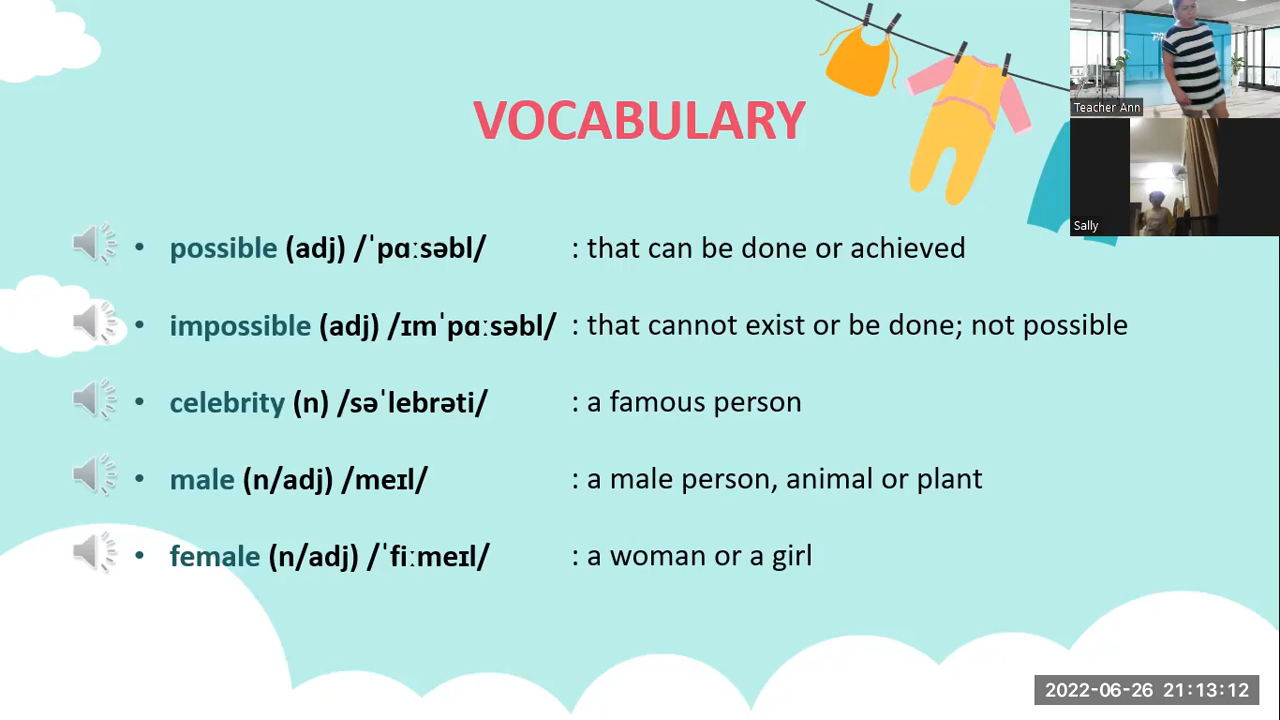 VOCABULARY
Teacher Ann
Sally
• possible (adj) /ˈpɑːsəbl/ : that can be done or achieved
• impossible (adj) /ɪmˈpɑːsəbl/ : that cannot exist or be done; not possible
• celebrity (n) /səˈlebrəti/ : a famous person
• male (n/adj) /meɪl/ : a male person, animal or plant
• female (n/adj) /ˈfiːmeɪl/ : a woman or a girl
2022-06-26 21:13:12